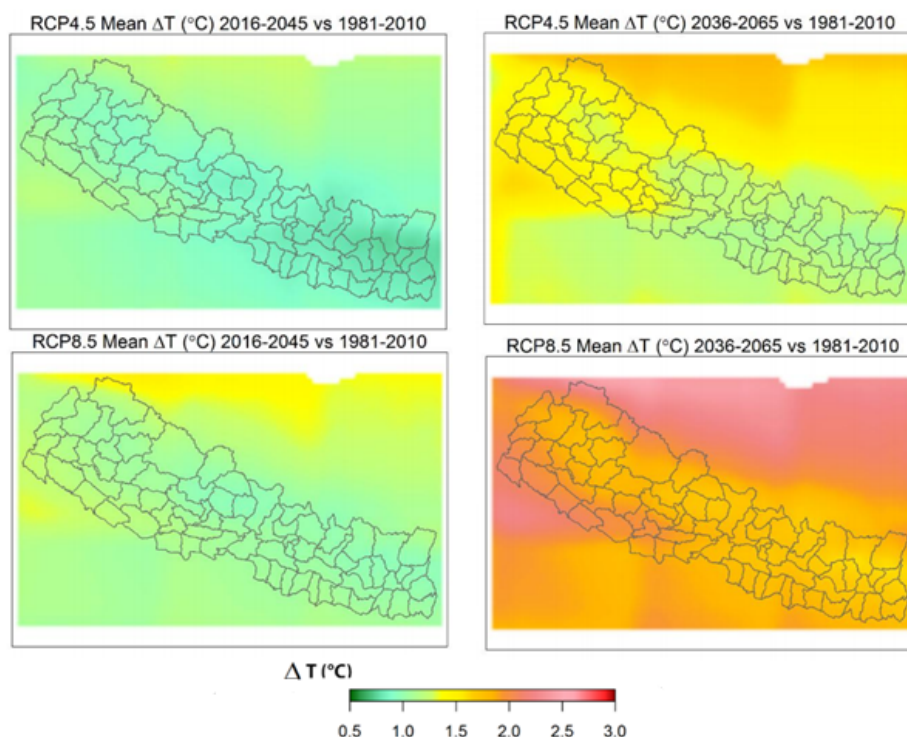 RCP4.5 Mean ΔT (°C) 2016-2045 vs 1981-2010
RCP4.5 Mean ΔT (°C) 2036-2065 vs 1981-2010
RCP8.5 Mean ΔT (°C) 2016-2045 vs 1981-2010
RCP8.5 Mean ΔT (°C) 2036-2065 vs 1981-2010
Δ T (°C)
0.5 1.0 1.5 2.0 2.5 3.0